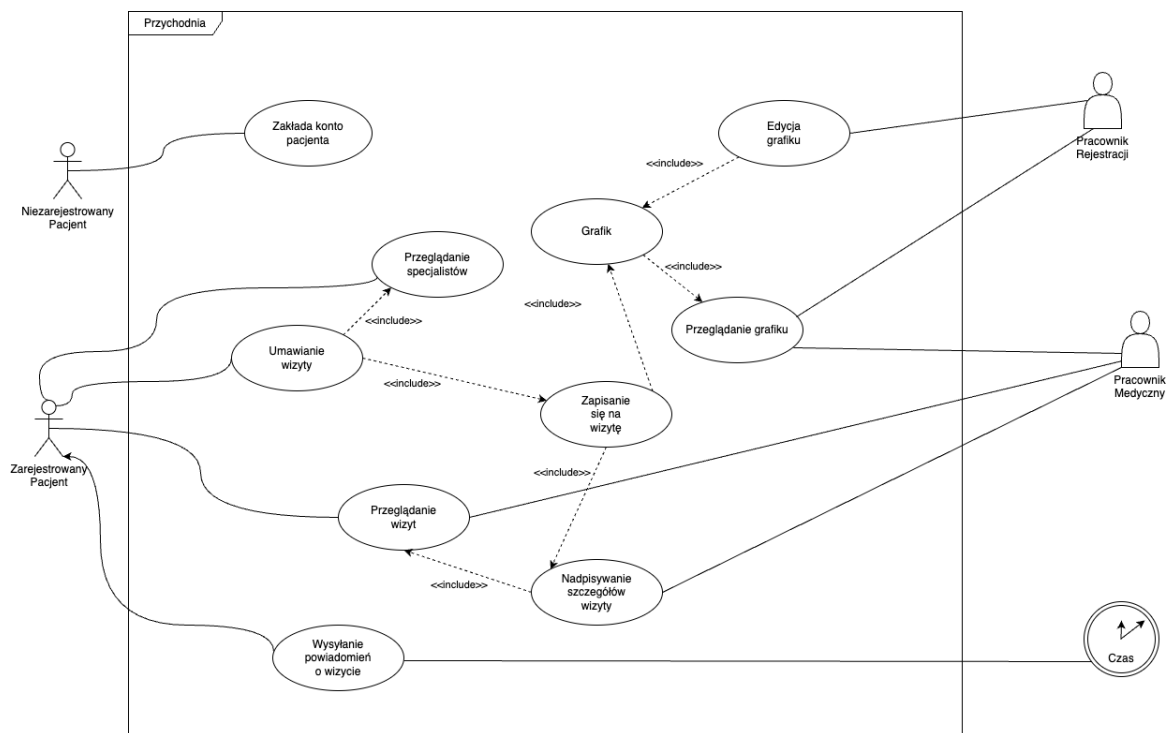 Przychodnia
Zakłada konto
pacjenta
Edycja
grafiku
Pracownik
Rejestracji
<<include>>
Niezarejestrowany
Pacjent
Grafik
Przeglądanie
specjalistów
<<include>>
<<include>>
<<include>>
Przeglądanie grafiku
Umawianie
wizyty
<<include>>
Pracownik
Medyczny
Zapisanie
się na
wizytę
Zarejestrowany
Pacjent
<<include>>
Przeglądanie
wizyt
<<include>>
Nadpisywanie
szczegółów
wizyty
Wysyłanie
powiadomień
o wizycie
Czas